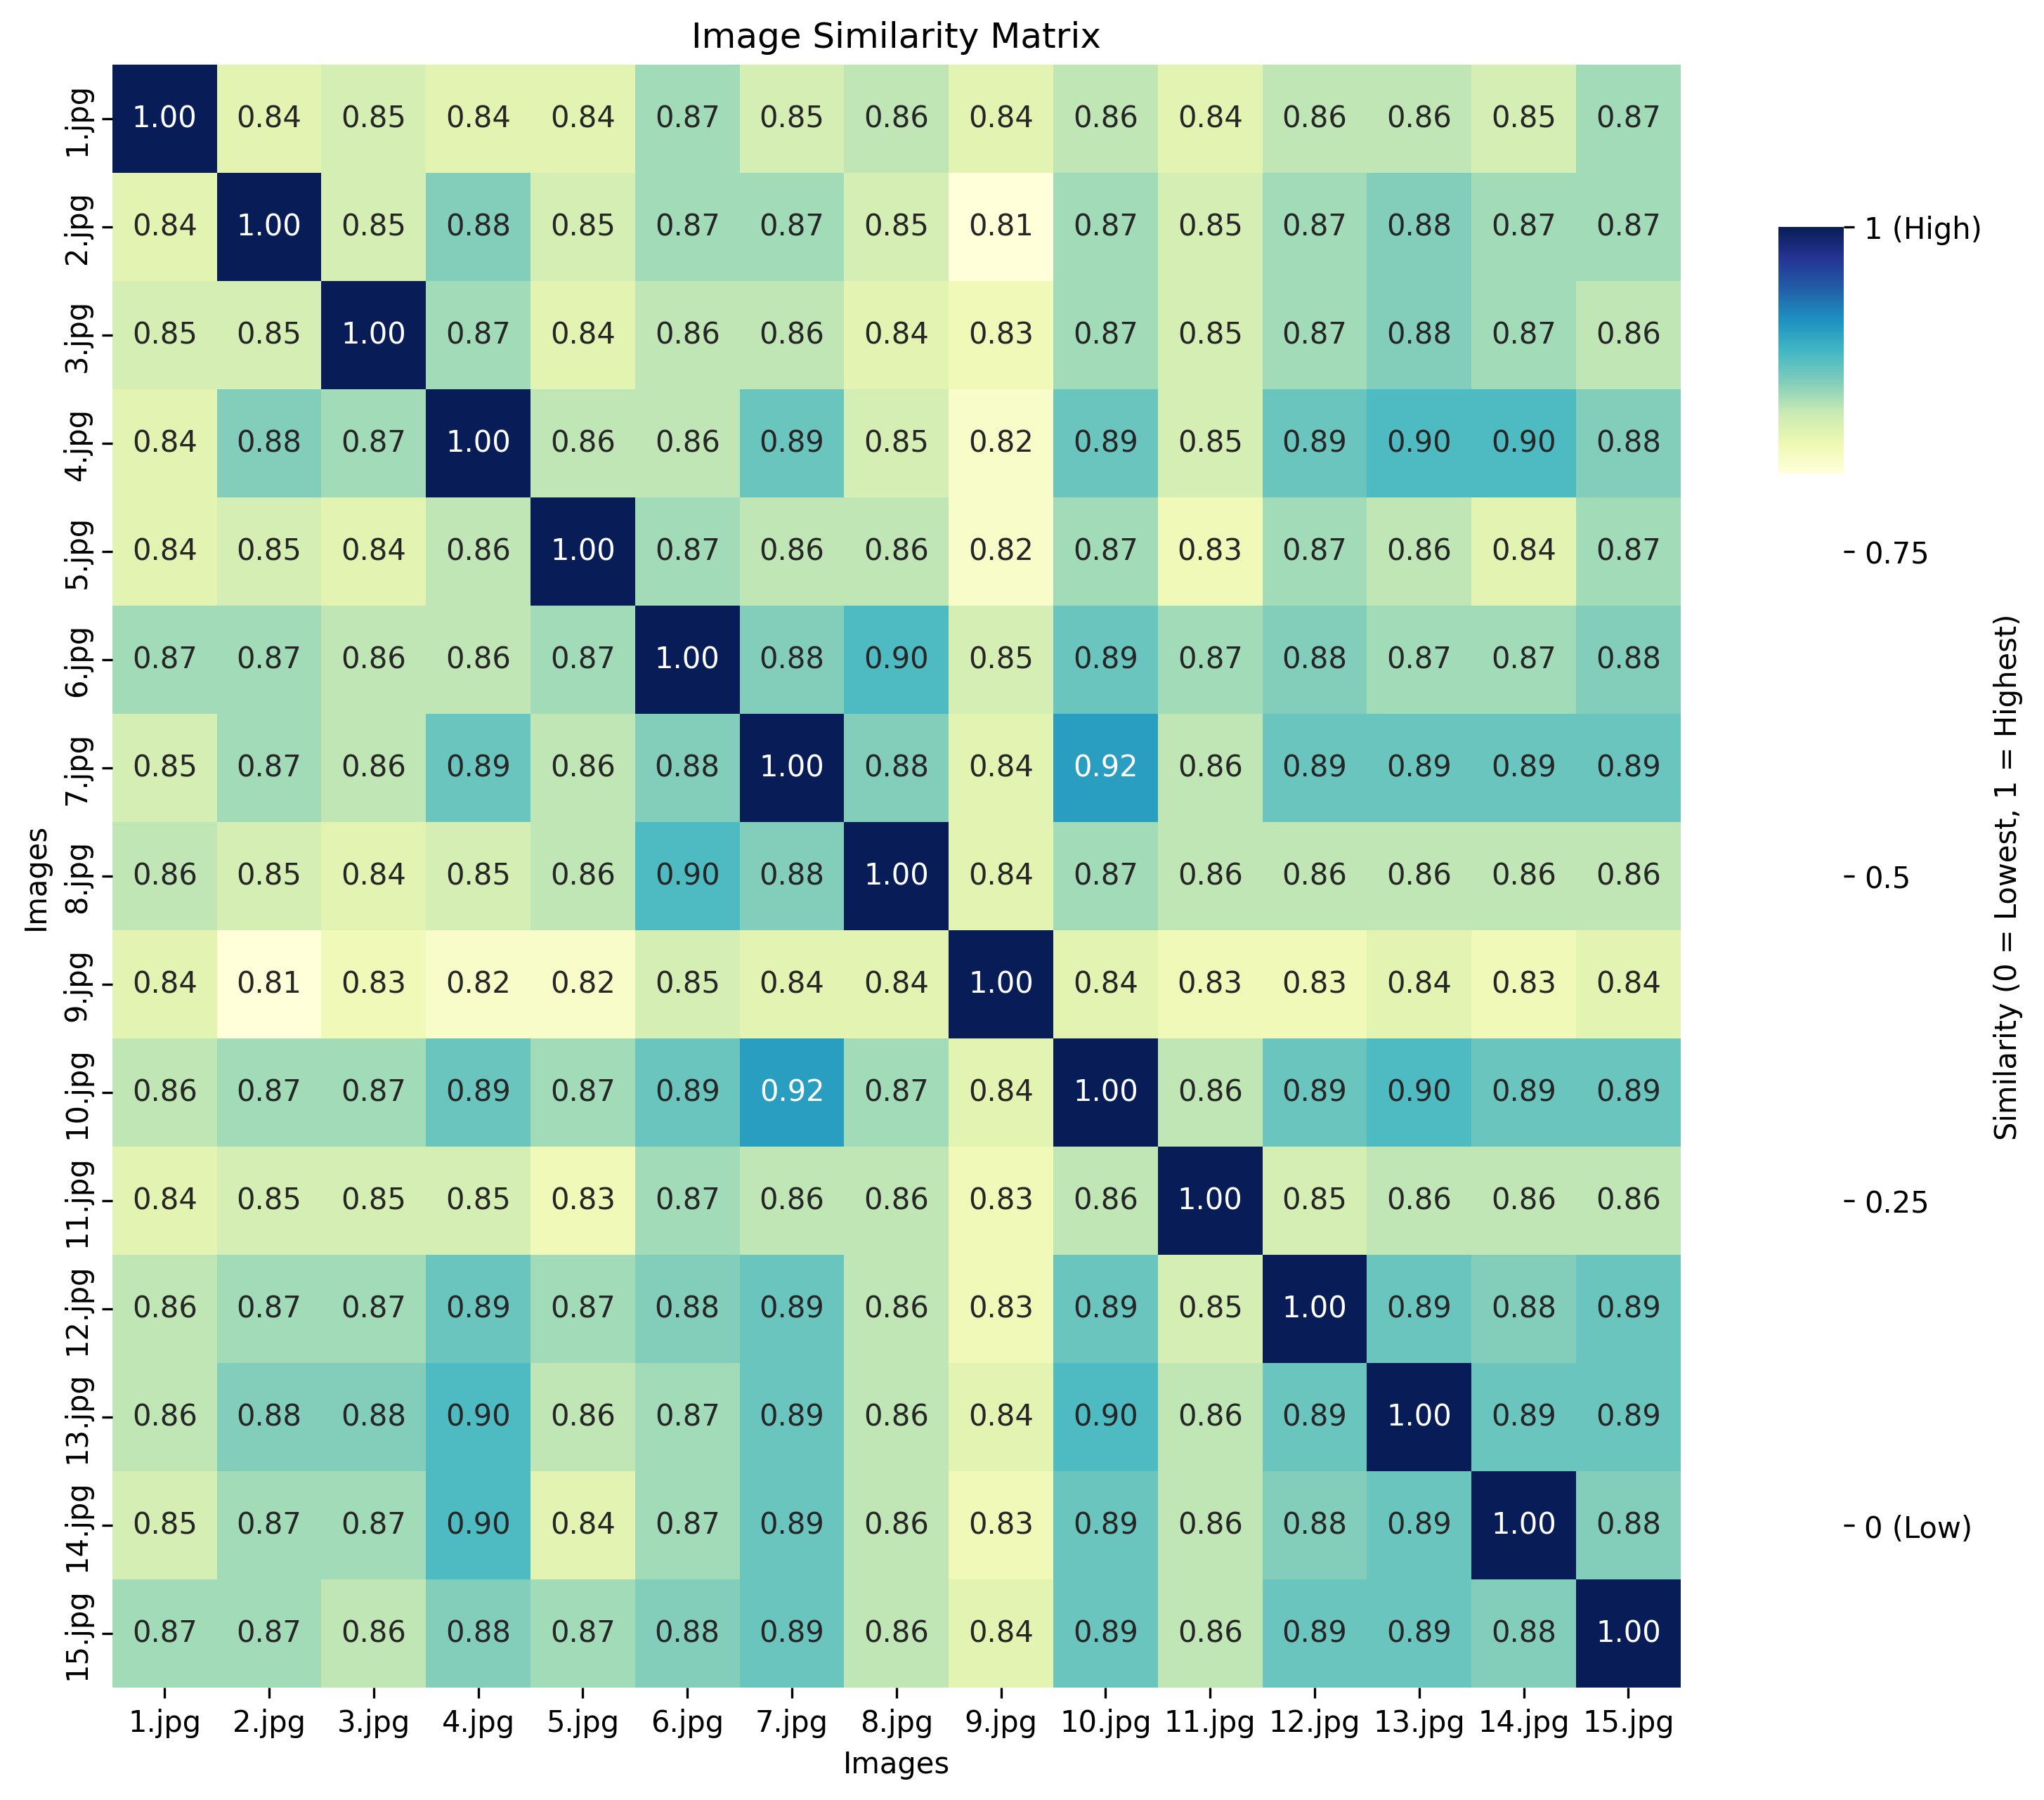 Image Similarity Matrix
1.jpg 1.00 0.84 0.85 0.84 0.84 0.87 0.85 0.86 0.84 0.86 0.84 0.86 0.86 0.85 0.87
2.jpg 0.84 1.00 0.85 0.88 0.85 0.87 0.87 0.85 0.81 0.87 0.85 0.87 0.88 0.87 0.87
3.jpg 0.85 0.85 1.00 0.87 0.84 0.86 0.86 0.84 0.83 0.87 0.85 0.87 0.88 0.87 0.86
4.jpg 0.84 0.88 0.87 1.00 0.86 0.86 0.89 0.85 0.82 0.89 0.85 0.89 0.90 0.90 0.88
5.jpg 0.84 0.85 0.84 0.86 1.00 0.87 0.86 0.86 0.82 0.87 0.83 0.87 0.86 0.84 0.87
6.jpg 0.87 0.87 0.86 0.86 0.87 1.00 0.88 0.90 0.85 0.89 0.87 0.88 0.87 0.87 0.88
7.jpg 0.85 0.87 0.86 0.89 0.86 0.88 1.00 0.88 0.84 0.92 0.86 0.89 0.89 0.89 0.89
8.jpg 0.86 0.85 0.84 0.85 0.86 0.90 0.88 1.00 0.84 0.87 0.86 0.86 0.86 0.86 0.86
9.jpg 0.84 0.81 0.83 0.82 0.82 0.85 0.84 0.84 1.00 0.84 0.83 0.83 0.84 0.83 0.84
10.jpg 0.86 0.87 0.87 0.89 0.87 0.89 0.92 0.87 0.84 1.00 0.86 0.89 0.90 0.89 0.89
11.jpg 0.84 0.85 0.85 0.85 0.83 0.87 0.86 0.86 0.83 0.86 1.00 0.85 0.86 0.86 0.86
12.jpg 0.86 0.87 0.87 0.89 0.87 0.88 0.89 0.86 0.83 0.89 0.85 1.00 0.89 0.88 0.89
13.jpg 0.86 0.88 0.88 0.90 0.86 0.87 0.89 0.86 0.84 0.90 0.86 0.89 1.00 0.89 0.89
14.jpg 0.85 0.87 0.87 0.90 0.84 0.87 0.89 0.86 0.83 0.89 0.86 0.88 0.89 1.00 0.88
15.jpg 0.87 0.87 0.86 0.88 0.87 0.88 0.89 0.86 0.84 0.89 0.86 0.89 0.89 0.88 1.00
1.jpg 2.jpg 3.jpg 4.jpg 5.jpg 6.jpg 7.jpg 8.jpg 9.jpg 10.jpg 11.jpg 12.jpg 13.jpg 14.jpg 15.jpg
Images
Images
1 (High)
0.75
0.5
0.25
0 (Low)
Similarity (0 = Lowest, 1 = Highest)